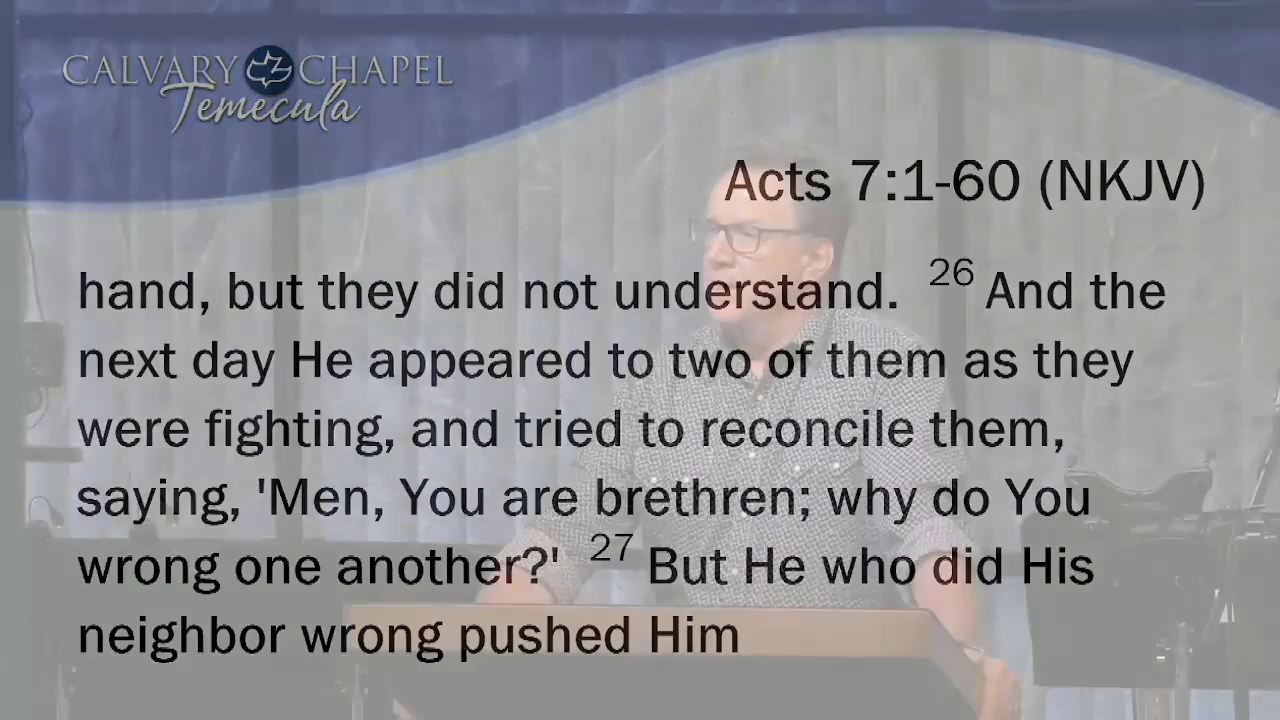 CALVARY CHAPEL
Temecula
Acts 7:1-60 (NKJV)
hand, but they did not understand. 26 And the
next day He appeared to two of them as they
were fighting, and tried to reconcile them,
saying, 'Men, You are brethren; why do You
wrong one another?' 27 But He who did His
neighbor wrong pushed Him